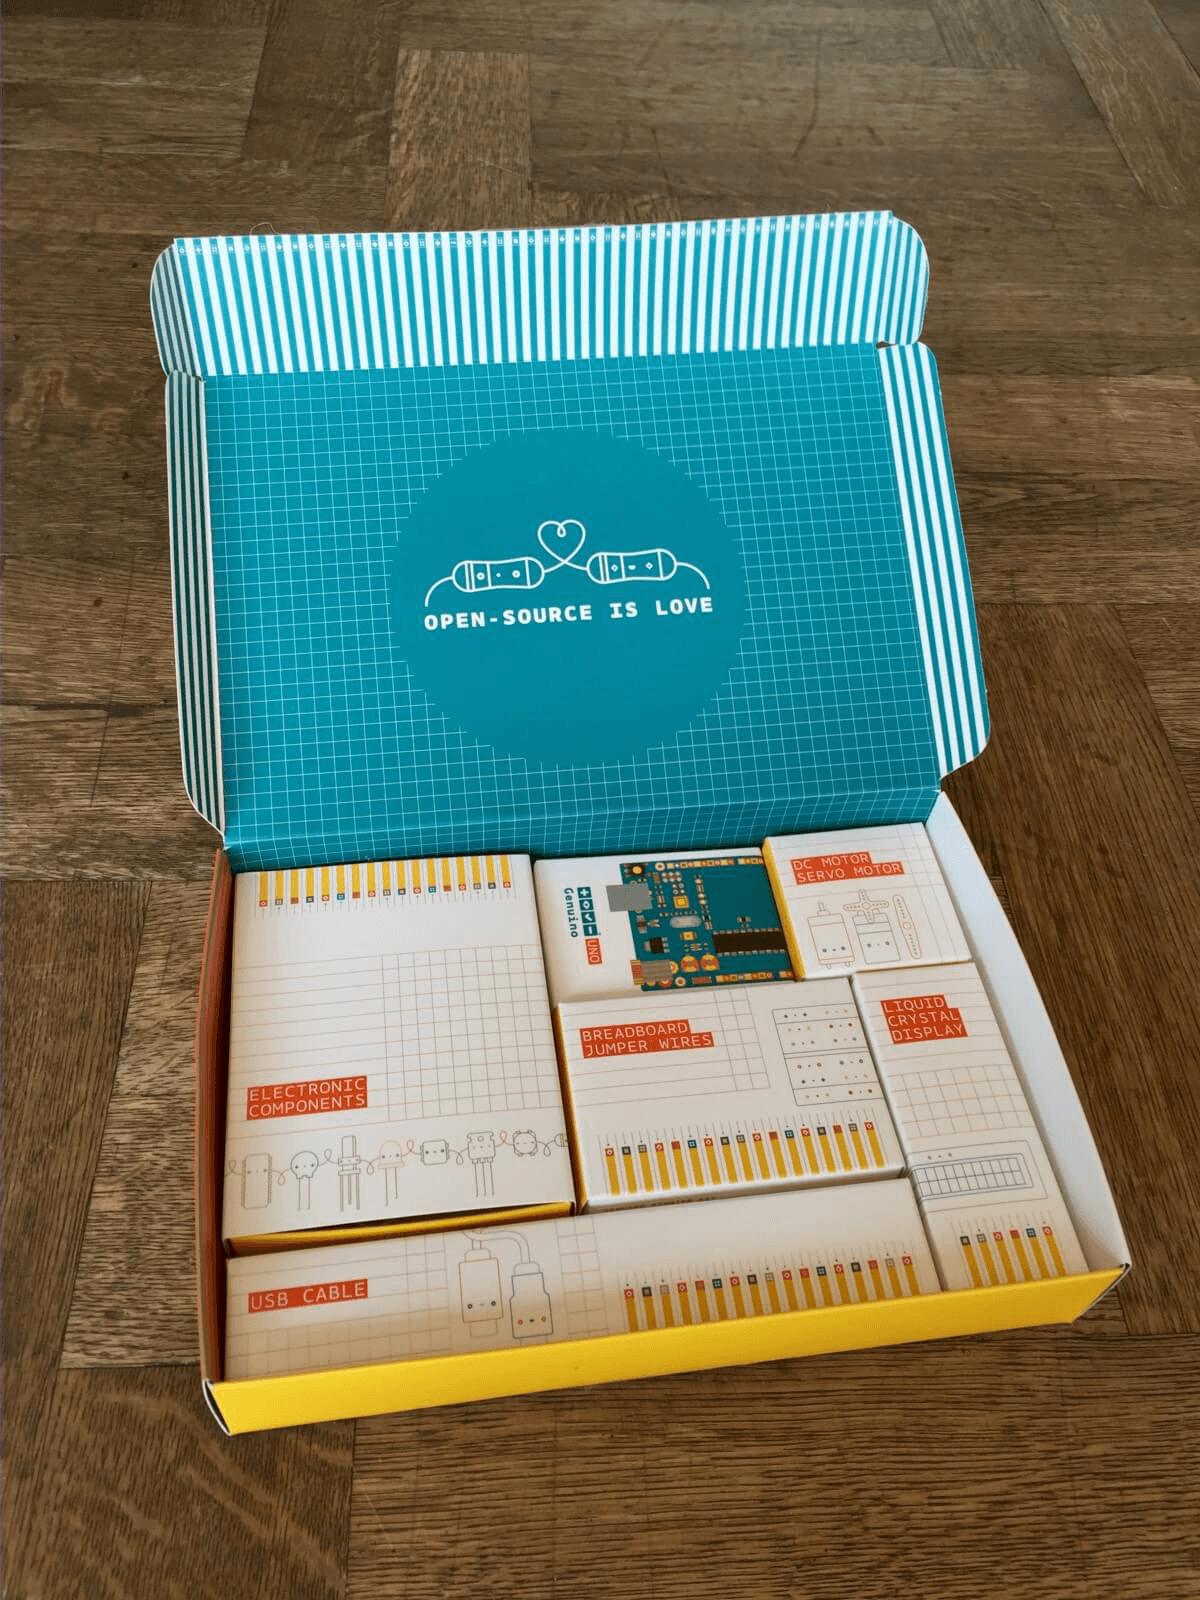 OPEN-SOURCE IS LOVE
DC MOTOR
SERVO MOTOR
Genuino
UNO
LIQUID
CRYSTAL
DISPLAY
BREADBOARD
JUMPER WIRES
ELECTRONIC
COMPONENTS
USB CABLE